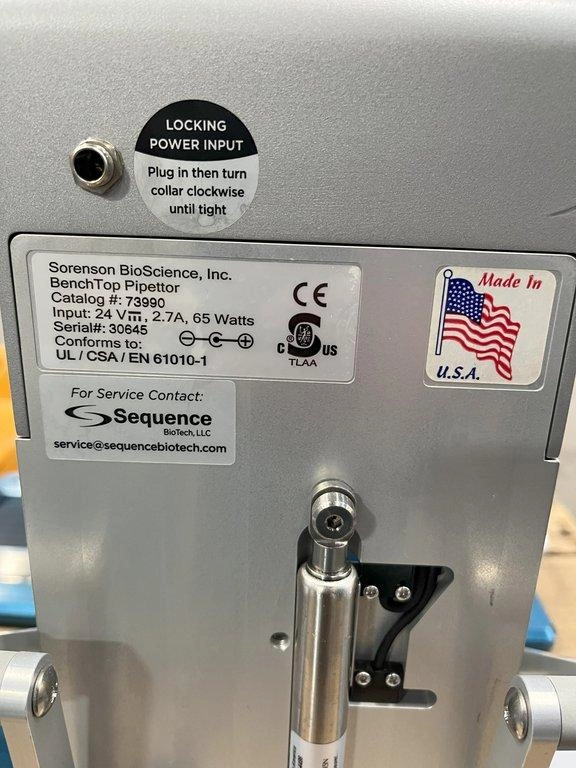 LOCKING
POWER INPUT
Plug in then turn
collar clockwise
until tight
Sorenson BioScience, Inc.
BenchTop Pipettor
Catalog #: 73990
Input: 24 V⎓, 2.7A, 65 Watts
Serial#: 30645
Conforms to:
UL / CSA / EN 61010-1
CE
C US
TLAA
Made In
U.S.A.
For Service Contact:
Sequence
BioTech, LLC
service@sequencebiotech.com